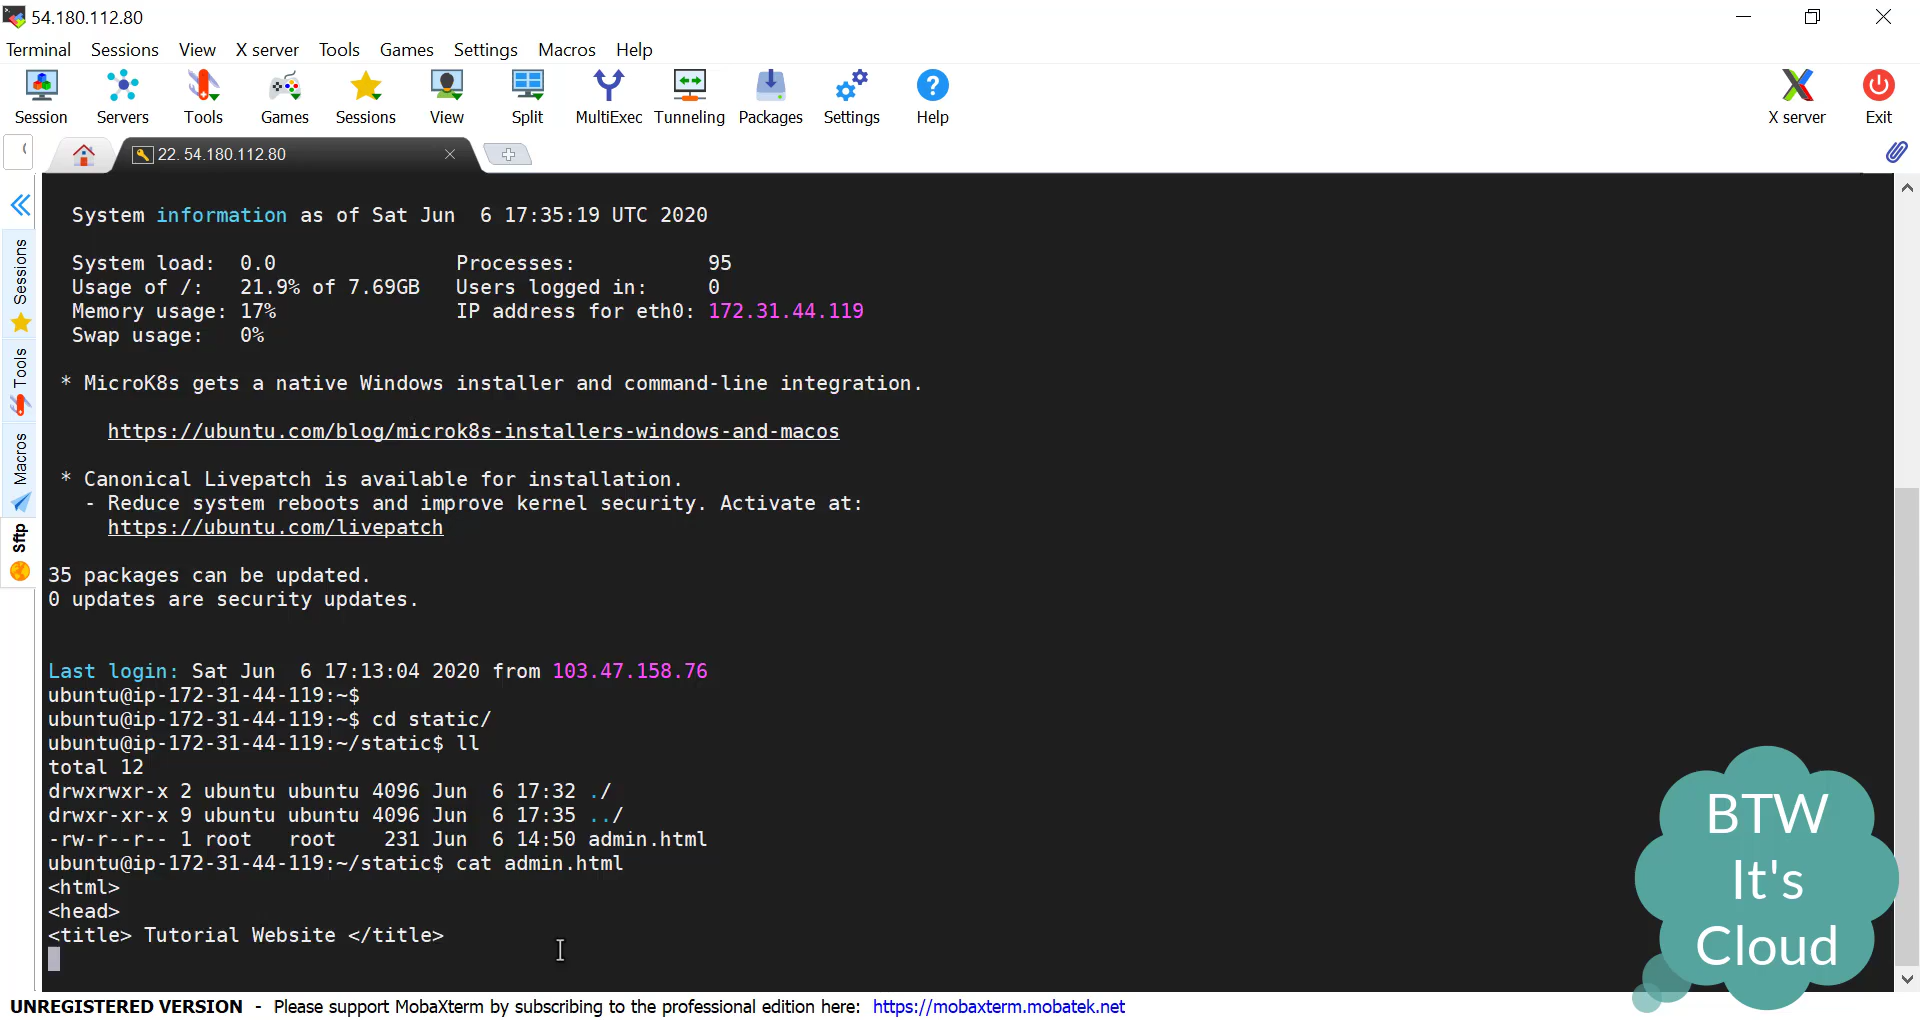 54.180.112.80
Terminal Sessions View X server Tools Games Settings Macros Help
Session Servers Tools Games Sessions View Split MultiExec Tunneling Packages Settings Help X server Exit
22. 54.180.112.80
Sessions
Tools
Macros
Sftp
System information as of Sat Jun  6 17:35:19 UTC 2020
System load:  0.0               Processes:           95
Usage of /:   21.9% of 7.69GB   Users logged in:     0
Memory usage: 17%               IP address for eth0: 172.31.44.119
Swap usage:   0%
* MicroK8s gets a native Windows installer and command-line integration.
https://ubuntu.com/blog/microk8s-installers-windows-and-macos
* Canonical Livepatch is available for installation.
- Reduce system reboots and improve kernel security. Activate at:
https://ubuntu.com/livepatch
35 packages can be updated.
0 updates are security updates.
Last login: Sat Jun  6 17:13:04 2020 from 103.47.158.76
ubuntu@ip-172-31-44-119:~$
ubuntu@ip-172-31-44-119:~$ cd static/
ubuntu@ip-172-31-44-119:~/static$ ll
total 12
drwxrwxr-x 2 ubuntu ubuntu 4096 Jun  6 17:32 ./
drwxr-xr-x 9 ubuntu ubuntu 4096 Jun  6 17:35 ../
-rw-r--r-- 1 root   root    231 Jun  6 14:50 admin.html
ubuntu@ip-172-31-44-119:~/static$ cat admin.html
<html>
<head>
<title> Tutorial Website </title>
BTW
It's
Cloud
UNREGISTERED VERSION - Please support MobaXterm by subscribing to the professional edition here: https://mobaxterm.mobatek.net